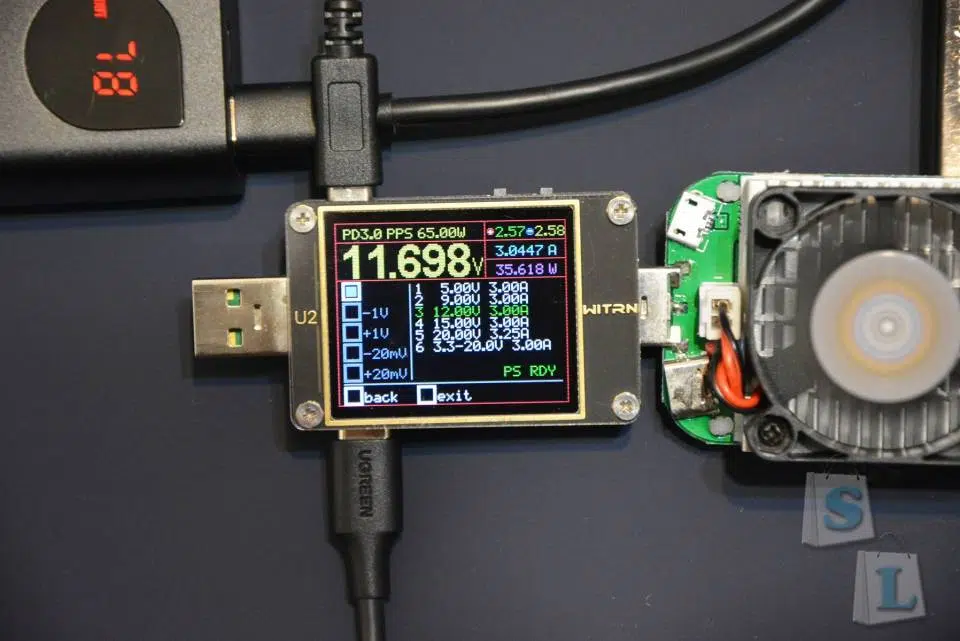 OUT
78
PD3.0 PPS 65.00W
+2.57 -2.58
11.698V
3.0447 A
35.618 W
1 5.00V 3.00A
2 9.00V 3.00A
3 12.00V 3.00A
4 15.00V 3.00A
5 20.00V 3.25A
6 3.3-20.0V 3.00A
-1V
+1V
-20mV
+20mV
PS RDY
back exit
U2
WITRN
UGREEN
S
L